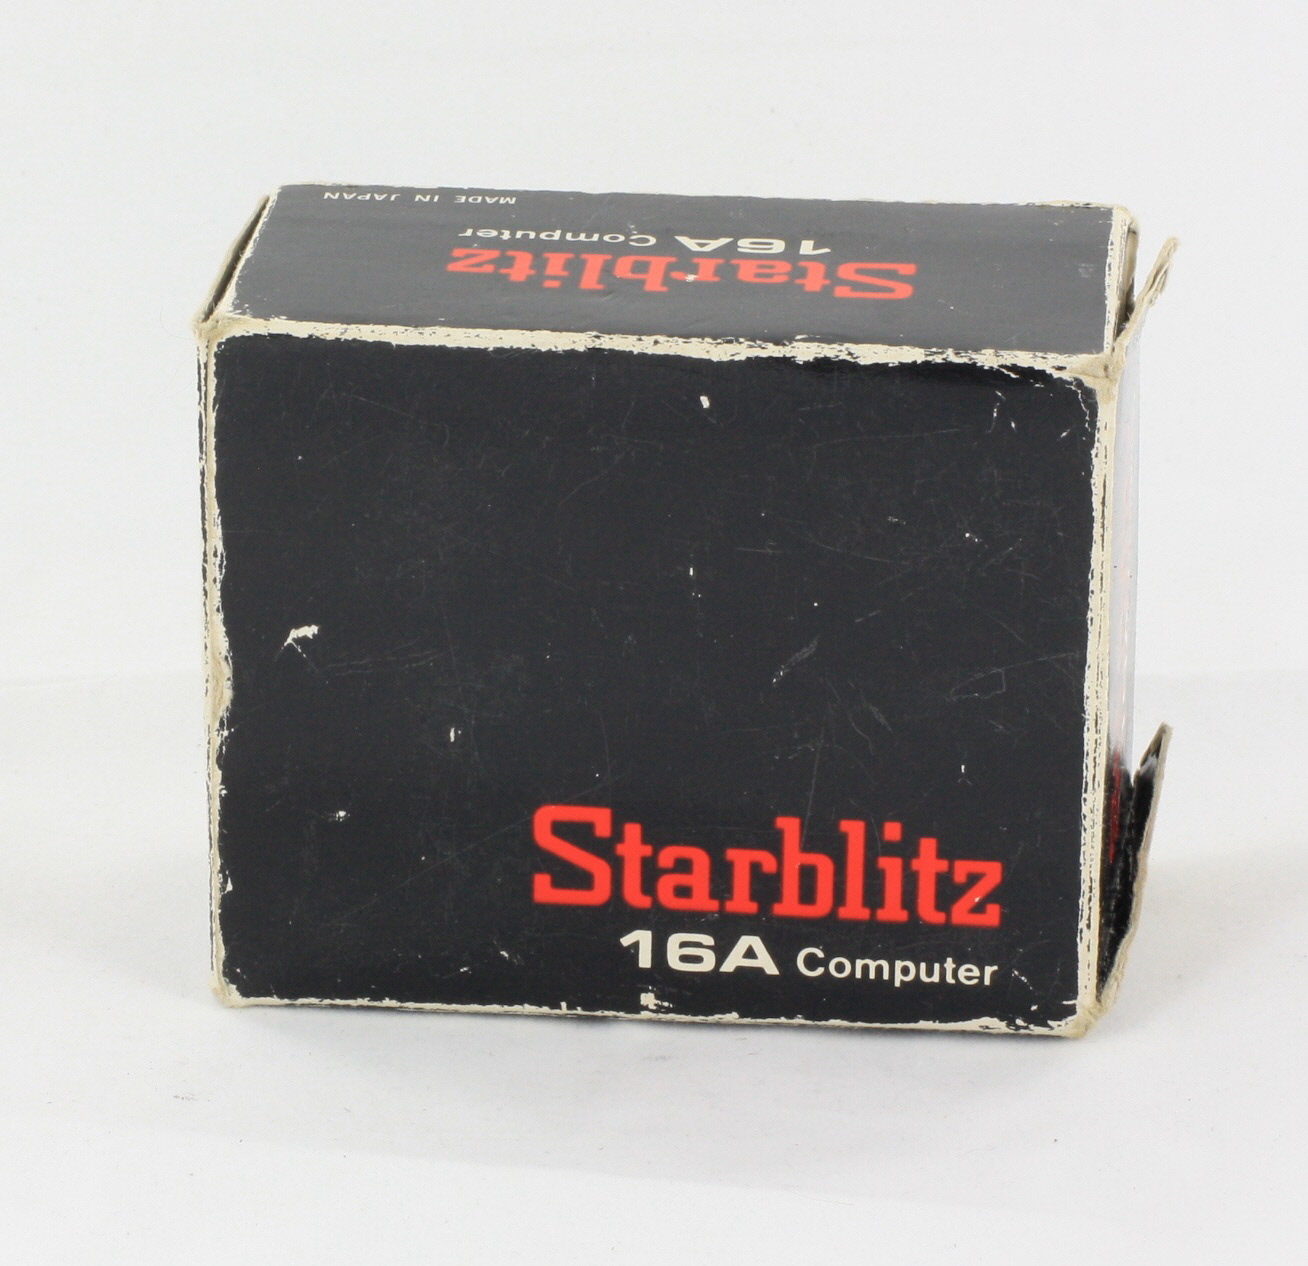 MADE IN JAPAN
16A Computer
Starblitz
Starblitz
16A Computer